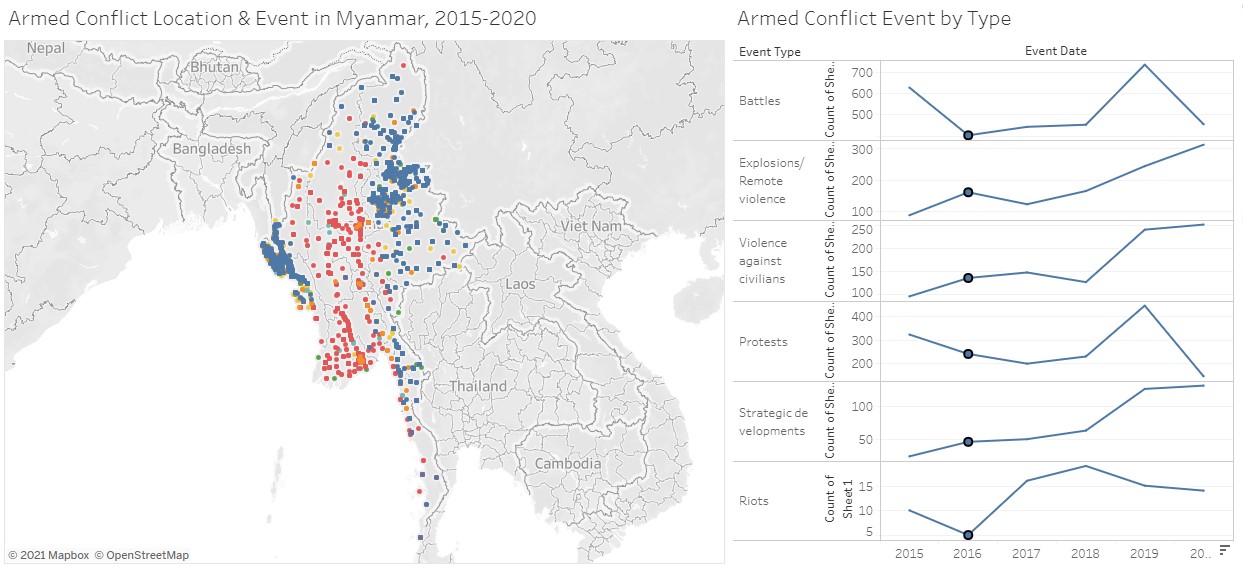 Armed Conflict Location & Event in Myanmar, 2015-2020
Nepal
Bhutan
Bangladesh
Viet Nam
Laos
Thailand
Cambodia
© 2021 Mapbox © OpenStreetMap
Armed Conflict Event by Type
Event Type
Event Date
Battles
Count of She..
700
600
500
Explosions/
Remote
violence
Count of She..
300
200
100
Violence
against
civilians
Count of She..
250
200
150
100
Protests
Count of She..
400
300
200
Strategic de
velopments
Count of She..
100
50
Riots
Count of
Sheet1
15
10
5
2015 2016 2017 2018 2019 20..